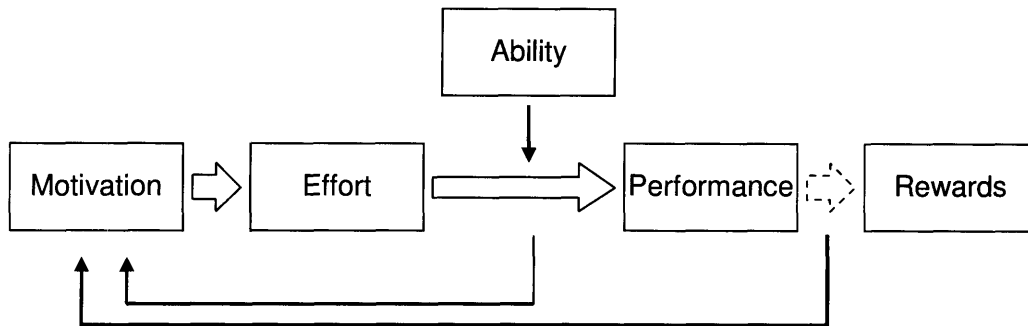 Ability
Motivation
Effort
Performance
Rewards